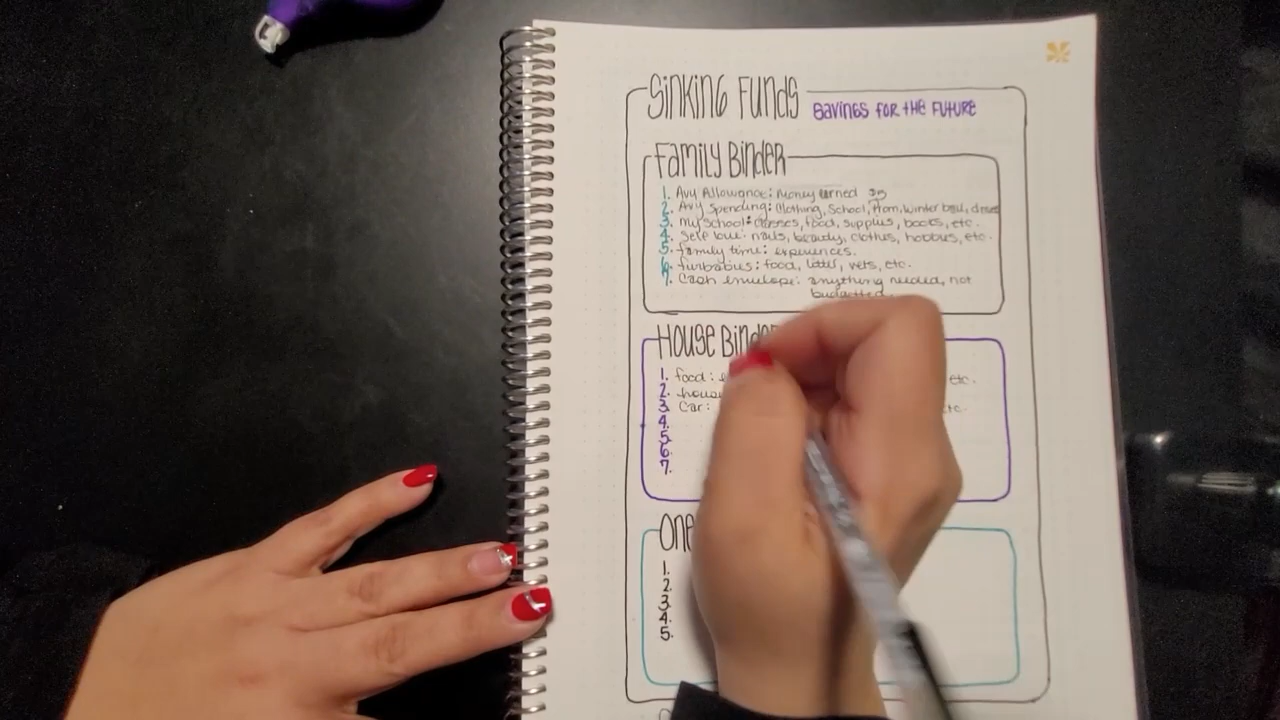 Sinking Funds Savings for the Future
Family Binder
1. Avy Allowance: money earned
2. Avy Spending: Clothing, School, Prom, Winter ball,
3. My School: classes, food, supplies, books, etc.
4. Self love: nails, beauty, clothes, hobbies, etc.
5. family time: experiences.
6. furbabies: food, litter, vets, etc.
7. Cash envelope: anything needed, not
budgetted.
House Binder
1. food: etc.
2.
3. Car: etc.
4.
5.
6.
7.
One
1.
2.
3.
4.
5.